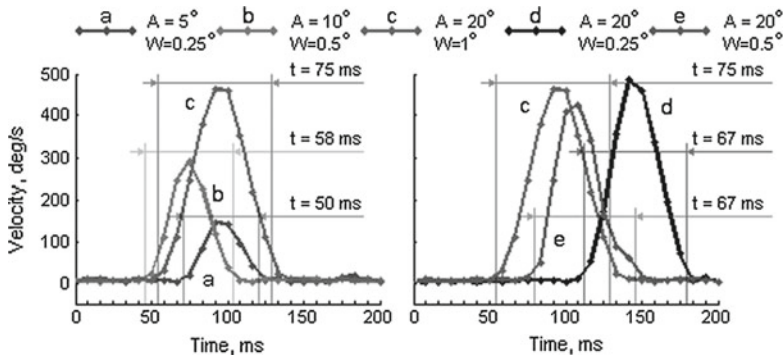 a b c d e
A = 5° A = 10° A = 20° A = 20° A = 20°
W=0.25° W=0.5° W=1° W=0.25° W=0.5°
Velocity, deg/s
500
400
300
200
100
0
c
b
a
t = 75 ms
t = 58 ms
t = 50 ms
0 50 100 150 200
Time, ms
c
d
e
t = 75 ms
t = 67 ms
t = 67 ms
0 50 100 150 200
Time, ms